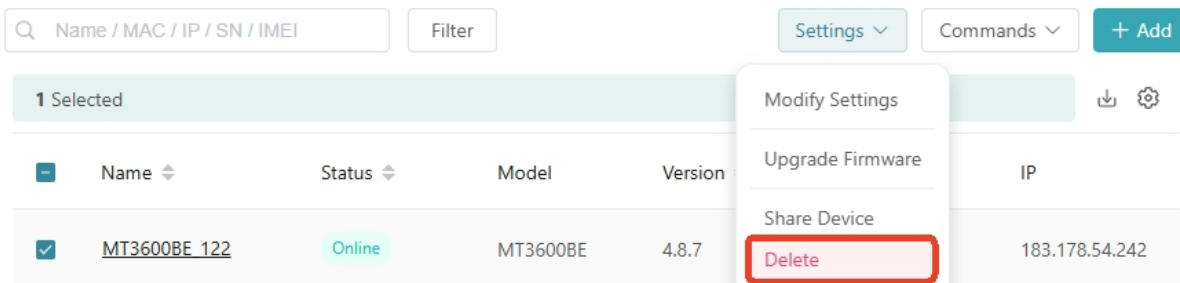 Name / MAC / IP / SN / IMEI Filter Settings Commands + Add
1 Selected
Modify Settings
Upgrade Firmware
Name Status Model Version IP
Share Device
MT3600BE_122 Online MT3600BE 4.8.7 183.178.54.242
Delete